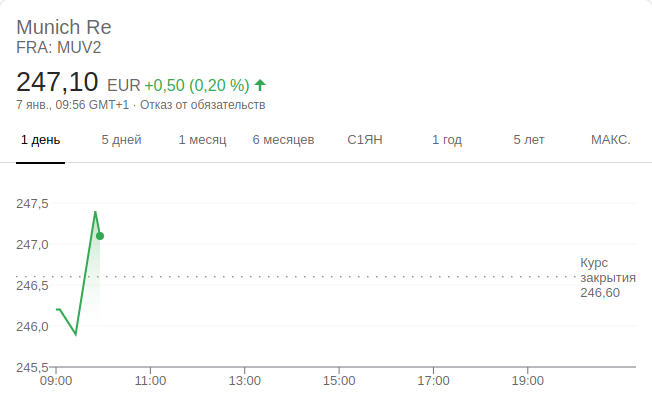 Munich Re
FRA: MUV2
247,10 EUR +0,50 (0,20 %)
7 янв., 09:56 GMT+1 · Отказ от обязательств
1 день 5 дней 1 месяц 6 месяцев С1ЯН 1 год 5 лет МАКС.
247,5
247,0
Курс
закрытия
246,60
246,5
246,0
245,5
09:00 11:00 13:00 15:00 17:00 19:00